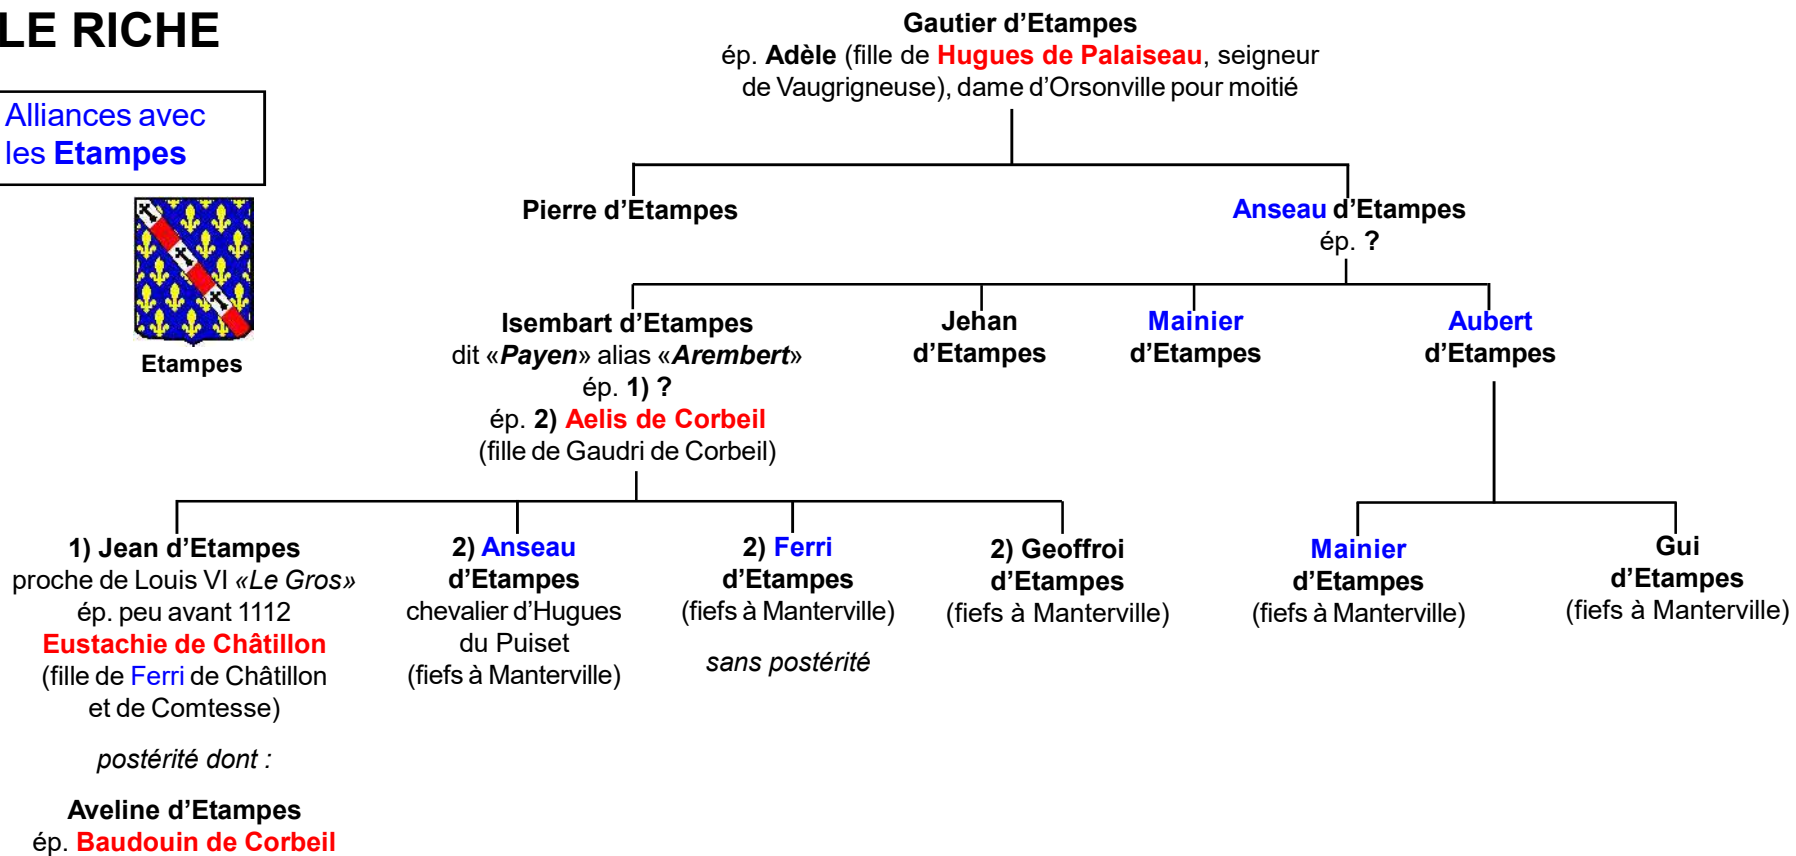 LE RICHE
Alliances avec
les Etampes
Etampes
Gautier d’Etampes
ép. Adèle (fille de Hugues de Palaiseau, seigneur
de Vaugrigneuse), dame d’Orsonville pour moitié
Pierre d’Etampes
Anseau d’Etampes
ép. ?
Isembart d’Etampes
dit «Payen» alias «Arembert»
ép. 1) ?
ép. 2) Aelis de Corbeil
(fille de Gaudri de Corbeil)
Jehan
d’Etampes
Mainier
d’Etampes
Aubert
d’Etampes
1) Jean d’Etampes
proche de Louis VI «Le Gros»
ép. peu avant 1112
Eustachie de Châtillon
(fille de Ferri de Châtillon
et de Comtesse)
postérité dont :
Aveline d’Etampes
ép. Baudouin de Corbeil
2) Anseau
d’Etampes
chevalier d’Hugues
du Puiset
(fiefs à Manterville)
2) Ferri
d’Etampes
(fiefs à Manterville)
sans postérité
2) Geoffroi
d’Etampes
(fiefs à Manterville)
Mainier
d’Etampes
(fiefs à Manterville)
Gui
d’Etampes
(fiefs à Manterville)